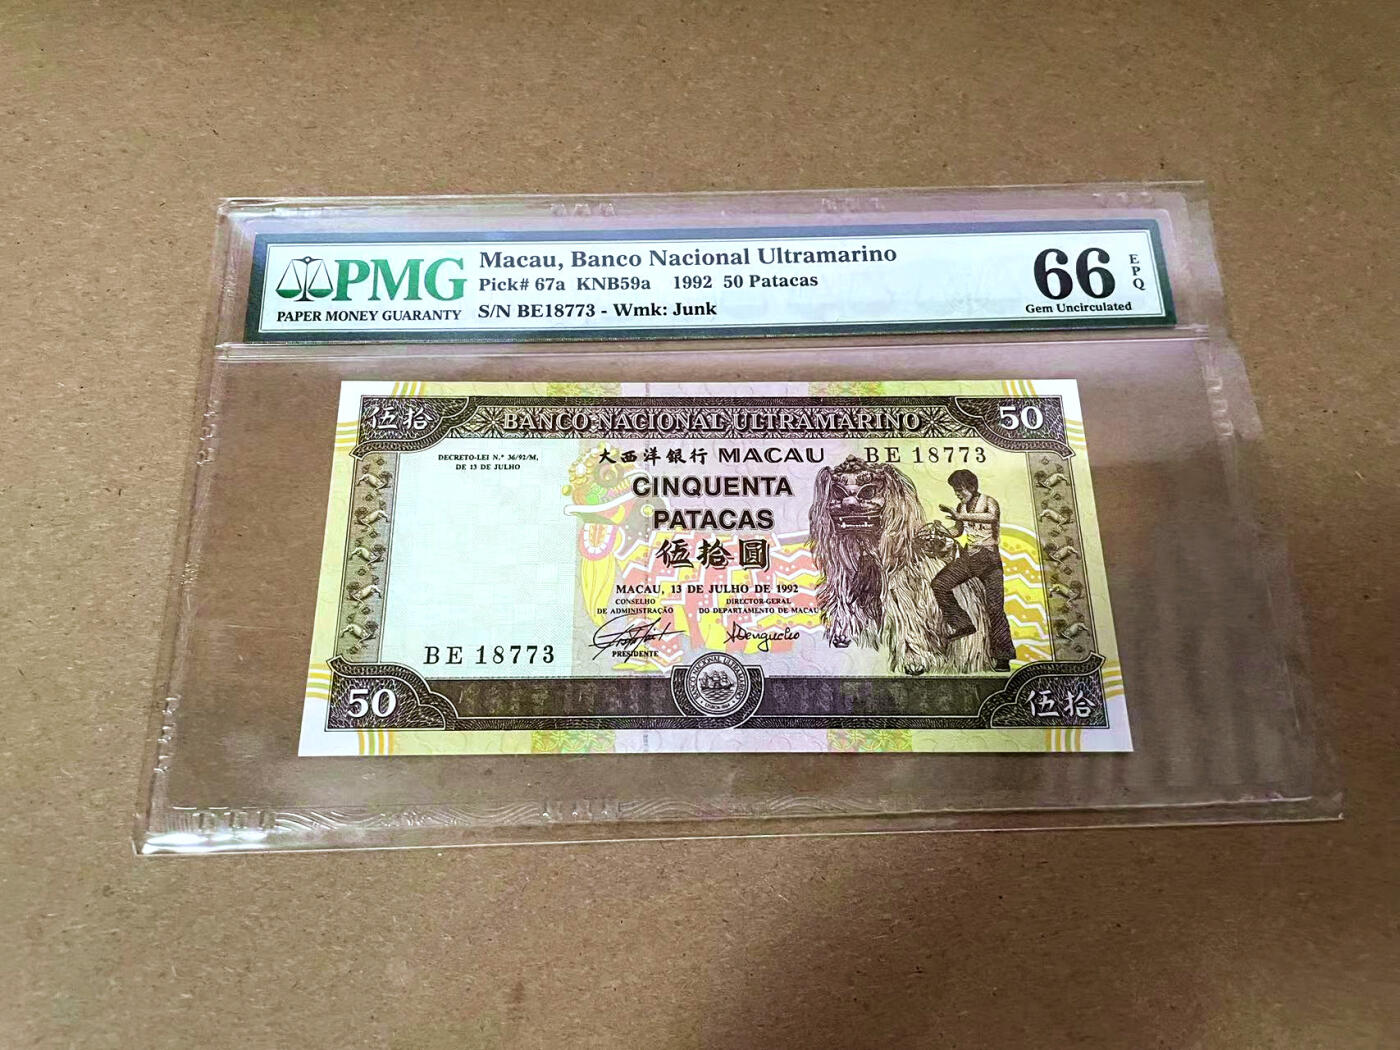 PMG
PAPER MONEY GUARANTY
Macau, Banco Nacional Ultramarino
Pick# 67a KNB59a 1992 50 Patacas
S/N BE18773 - Wmk: Junk
66
EPQ
Gem Uncirculated
伍拾
BANCO NACIONAL ULTRAMARINO
50
DECRETO-LEI N.º 36/92/M,
DE 13 DE JULHO
大西洋銀行 MACAU BE 18773
CINQUENTA
PATACAS
伍拾圓
MACAU, 13 DE JULHO DE 1992
CONSELHO
DE ADMINISTRAÇÃO
DIRECTOR-GERAL
DO DEPARTAMENTO DE MACAU
PRESIDENTE
BE 18773
50
伍拾